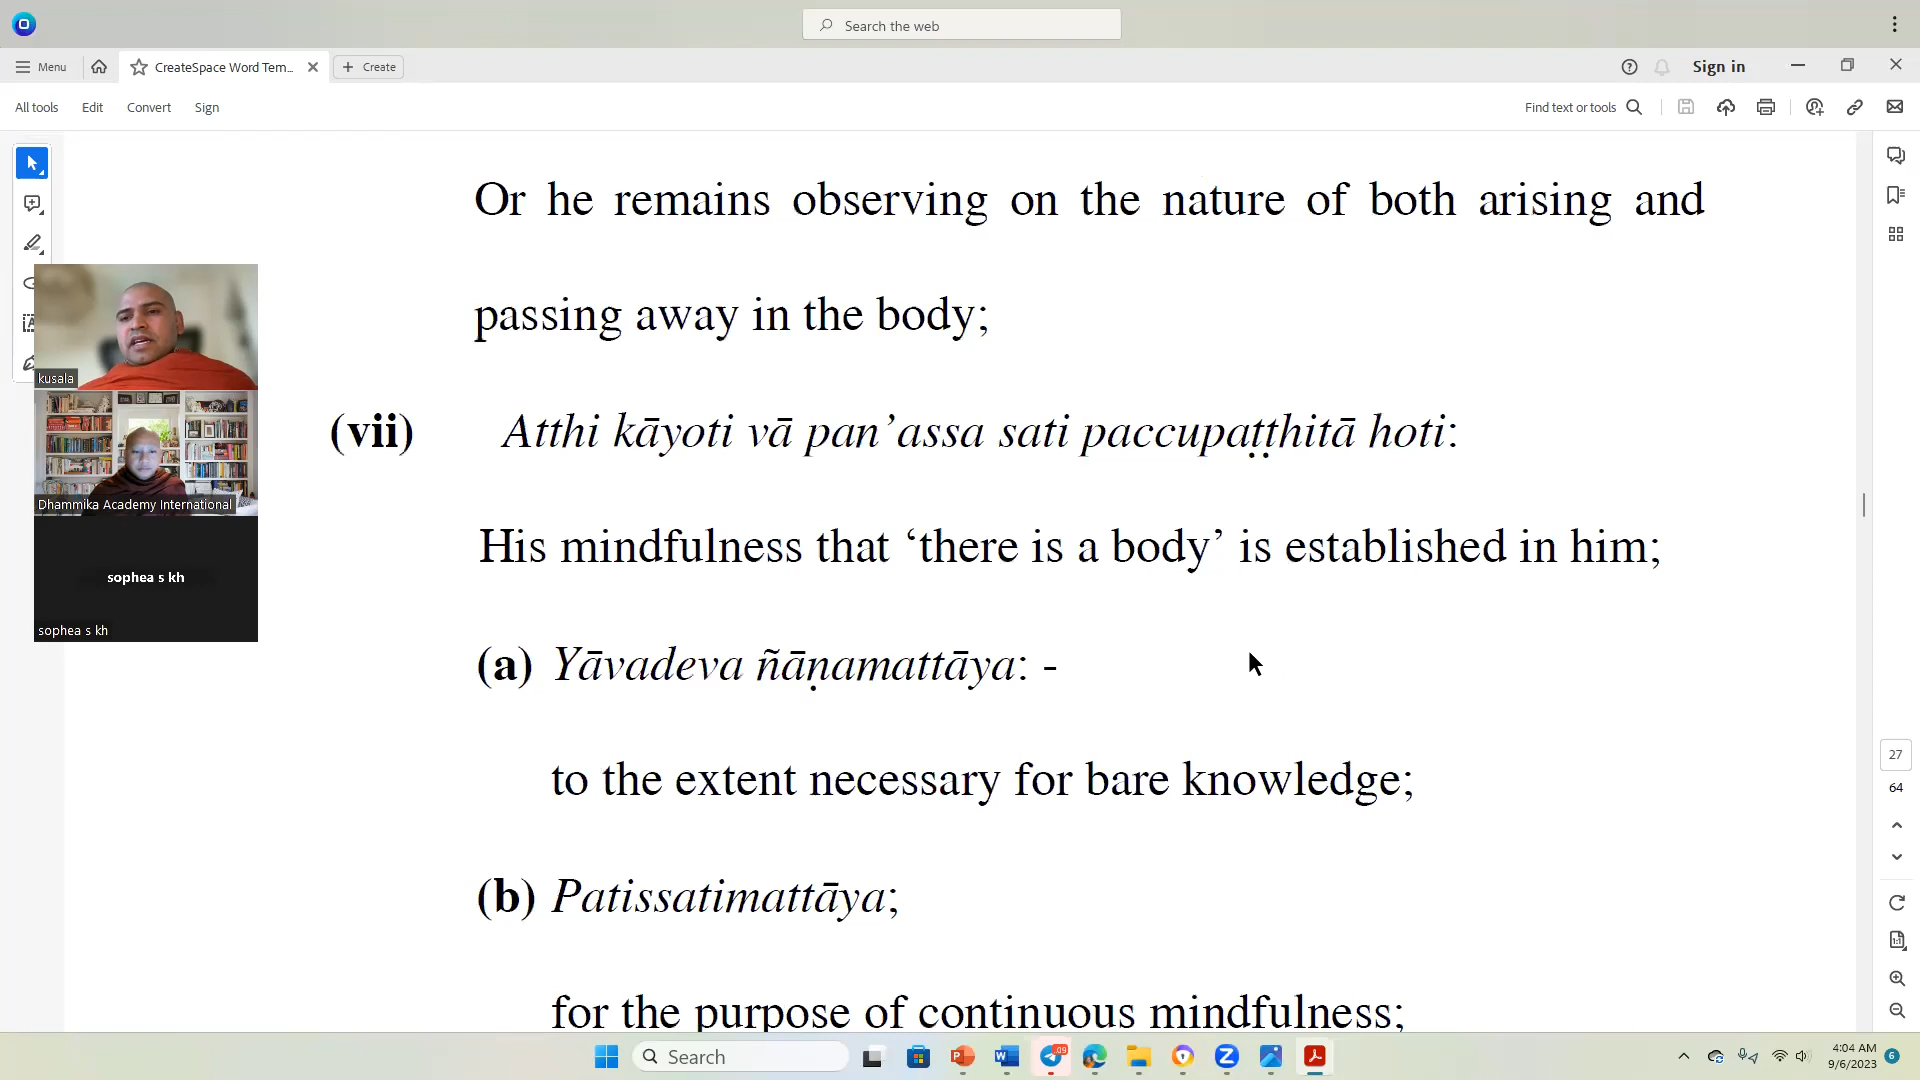 Search the web
Menu
CreateSpace Word Tem...
Create
Sign in
All tools Edit Convert Sign
Find text or tools
Or he remains observing on the nature of both arising and
passing away in the body;
kusala
(vii) Atthi kāyoti vā pan’assa sati paccupaṭṭhitā hoti:
Dhammika Academy International
His mindfulness that ‘there is a body’ is established in him;
sophea s kh
sophea s kh
(a) Yāvadeva ñāṇamattāya: -
to the extent necessary for bare knowledge;
27
64
(b) Patissatimattāya;
for the purpose of continuous mindfulness;
Search
4:04 AM
9/6/2023
6